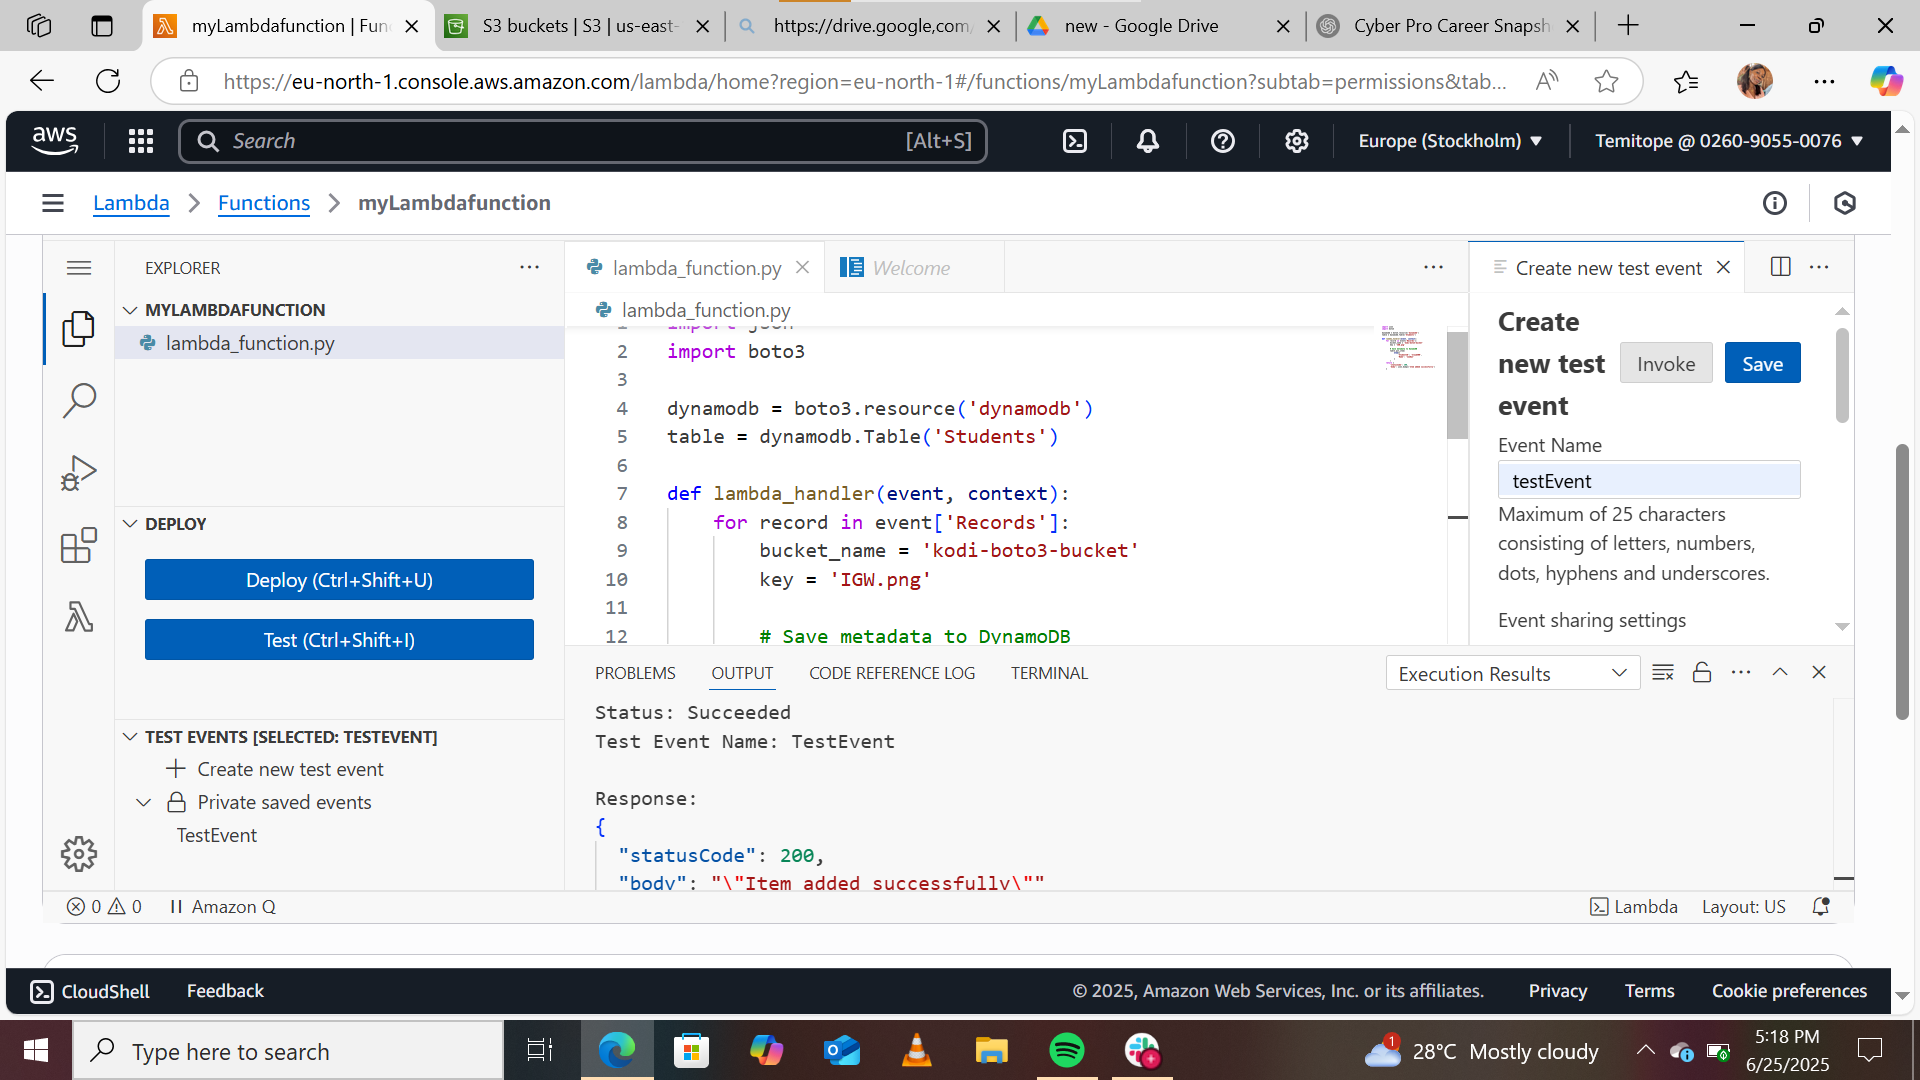 myLambdafunction | Fun
S3 buckets | S3 | us-east-
https://drive.google,com/
new - Google Drive
Cyber Pro Career Snapsh
https://eu-north-1.console.aws.amazon.com/lambda/home?region=eu-north-1#/functions/myLambdafunction?subtab=permissions&tab...
aws
Search
[Alt+S]
Europe (Stockholm)
Temitope @ 0260-9055-0076
Lambda
Functions
myLambdafunction
EXPLORER
MYLAMBDAFUNCTION
lambda_function.py
DEPLOY
Deploy (Ctrl+Shift+U)
Test (Ctrl+Shift+I)
TEST EVENTS [SELECTED: TESTEVENT]
Create new test event
Private saved events
TestEvent
lambda_function.py
Welcome
lambda_function.py
1 import json
2 import boto3
3
4 dynamodb = boto3.resource('dynamodb')
5 table = dynamodb.Table('Students')
6
7 def lambda_handler(event, context):
8 for record in event['Records']:
9 bucket_name = 'kodi-boto3-bucket'
10 key = 'IGW.png'
11
12 # Save metadata to DynamoDB
Create new test event
Create
new test
event
Invoke
Save
Event Name
testEvent
Maximum of 25 characters
consisting of letters, numbers,
dots, hyphens and underscores.
Event sharing settings
PROBLEMS
OUTPUT
CODE REFERENCE LOG
TERMINAL
Execution Results
Status: Succeeded
Test Event Name: TestEvent
Response:
{
"statusCode": 200,
"body": "\"Item added successfully\""
0
0
Amazon Q
Lambda
Layout: US
CloudShell
Feedback
© 2025, Amazon Web Services, Inc. or its affiliates.
Privacy
Terms
Cookie preferences
Type here to search
1
28°C Mostly cloudy
5:18 PM
6/25/2025